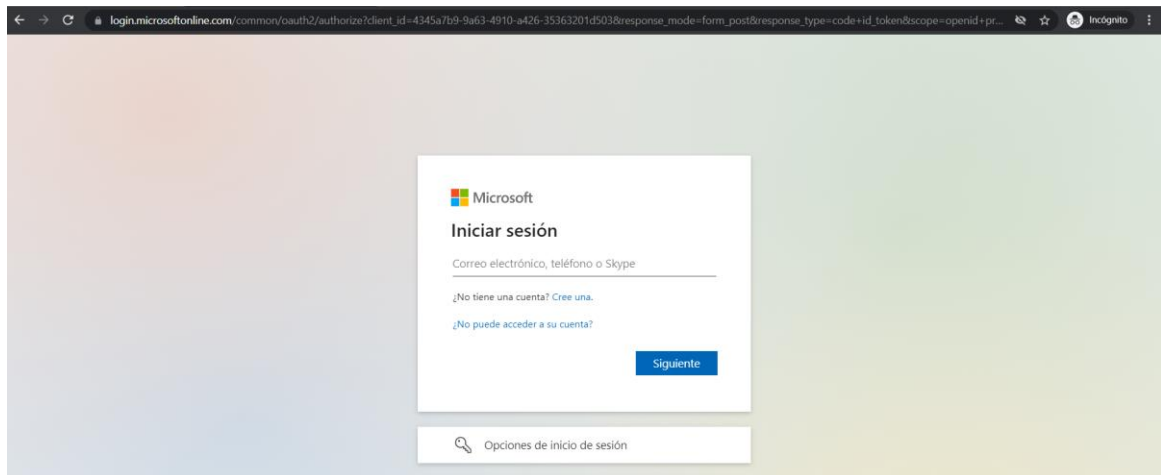 login.microsoftonline.com/common/oauth2/authorize?client_id=4345a7b9-9a63-4910-a426-35363201d503&response_mode=form_post&response_type=code+id_token&scope=openid+pr... Incógnito
Microsoft
Iniciar sesión
Correo electrónico, teléfono o Skype
¿No tiene una cuenta? Cree una.
¿No puede acceder a su cuenta?
Siguiente
Opciones de inicio de sesión